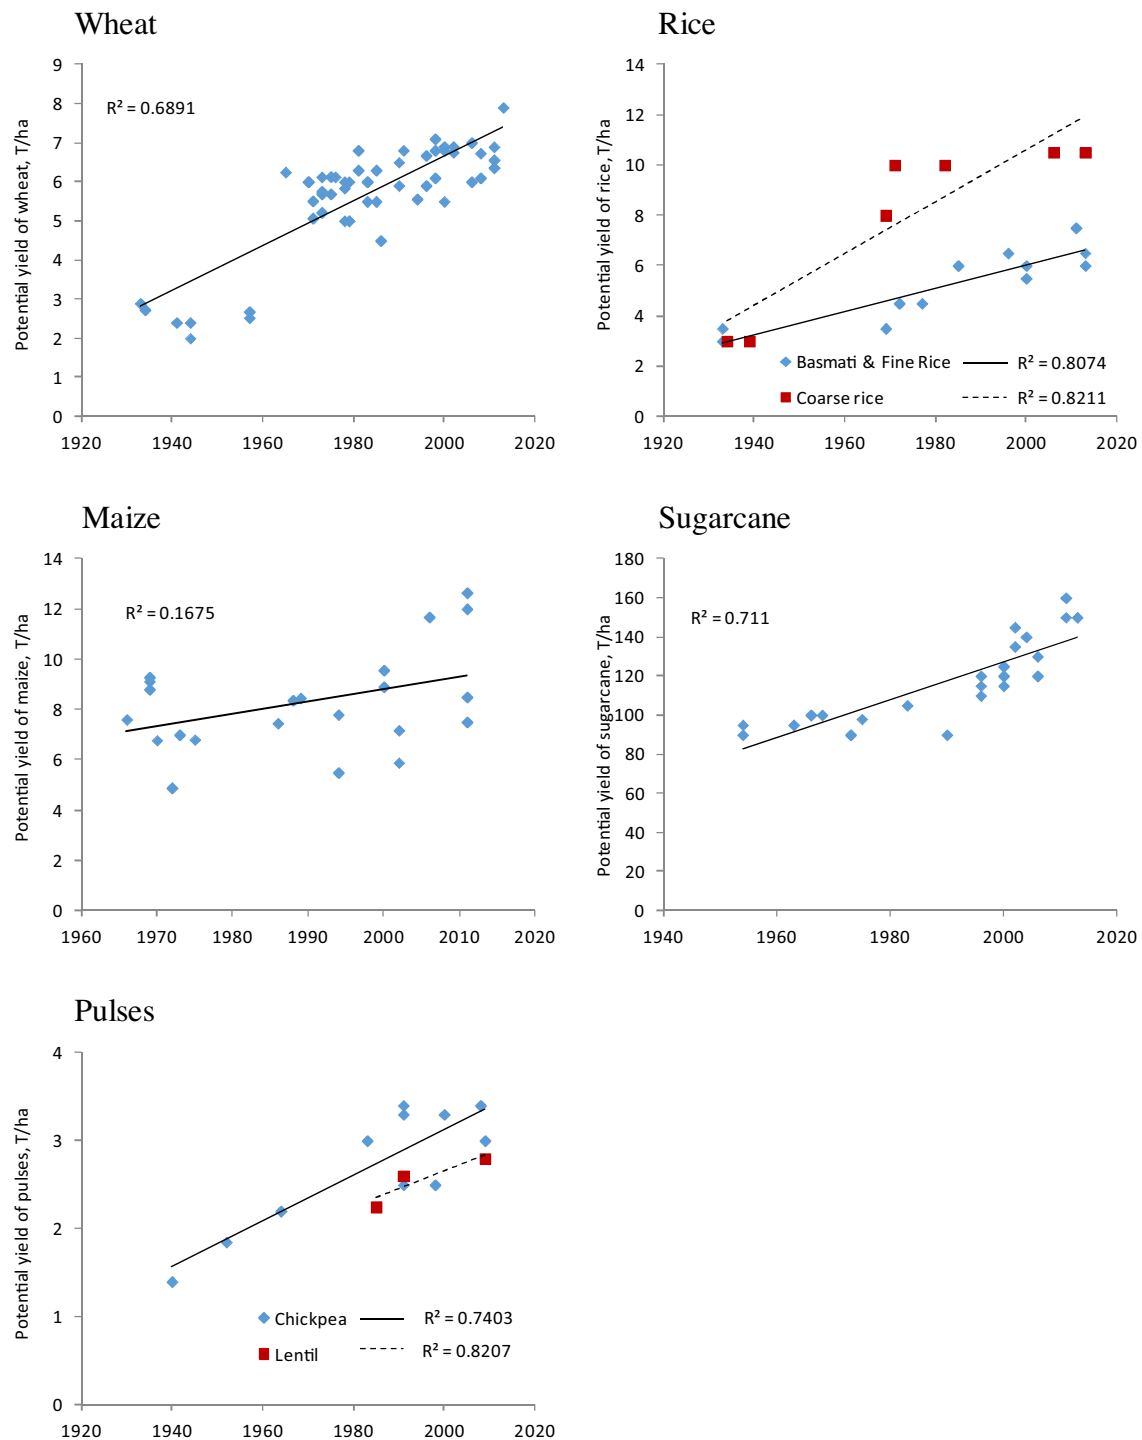 Wheat
Potential yield of wheat, T/ha
9
8
7
6
5
4
3
2
1
0
R² = 0.6891
1920 1940 1960 1980 2000 2020
Rice
Potential yield of rice, T/ha
14
12
10
8
6
4
2
0
Basmati & Fine Rice R² = 0.8074
Coarse rice R² = 0.8211
1920 1940 1960 1980 2000 2020
Maize
Potential yield of maize, T/ha
14
12
10
8
6
4
2
0
R² = 0.1675
1960 1970 1980 1990 2000 2010 2020
Sugarcane
Potential yield of sugarcane, T/ha
180
160
140
120
100
80
60
40
20
0
R² = 0.711
1940 1960 1980 2000 2020
Pulses
Potential yield of pulses, T/ha
4
3
2
1
0
Chickpea R² = 0.7403
Lentil R² = 0.8207
1920 1940 1960 1980 2000 2020